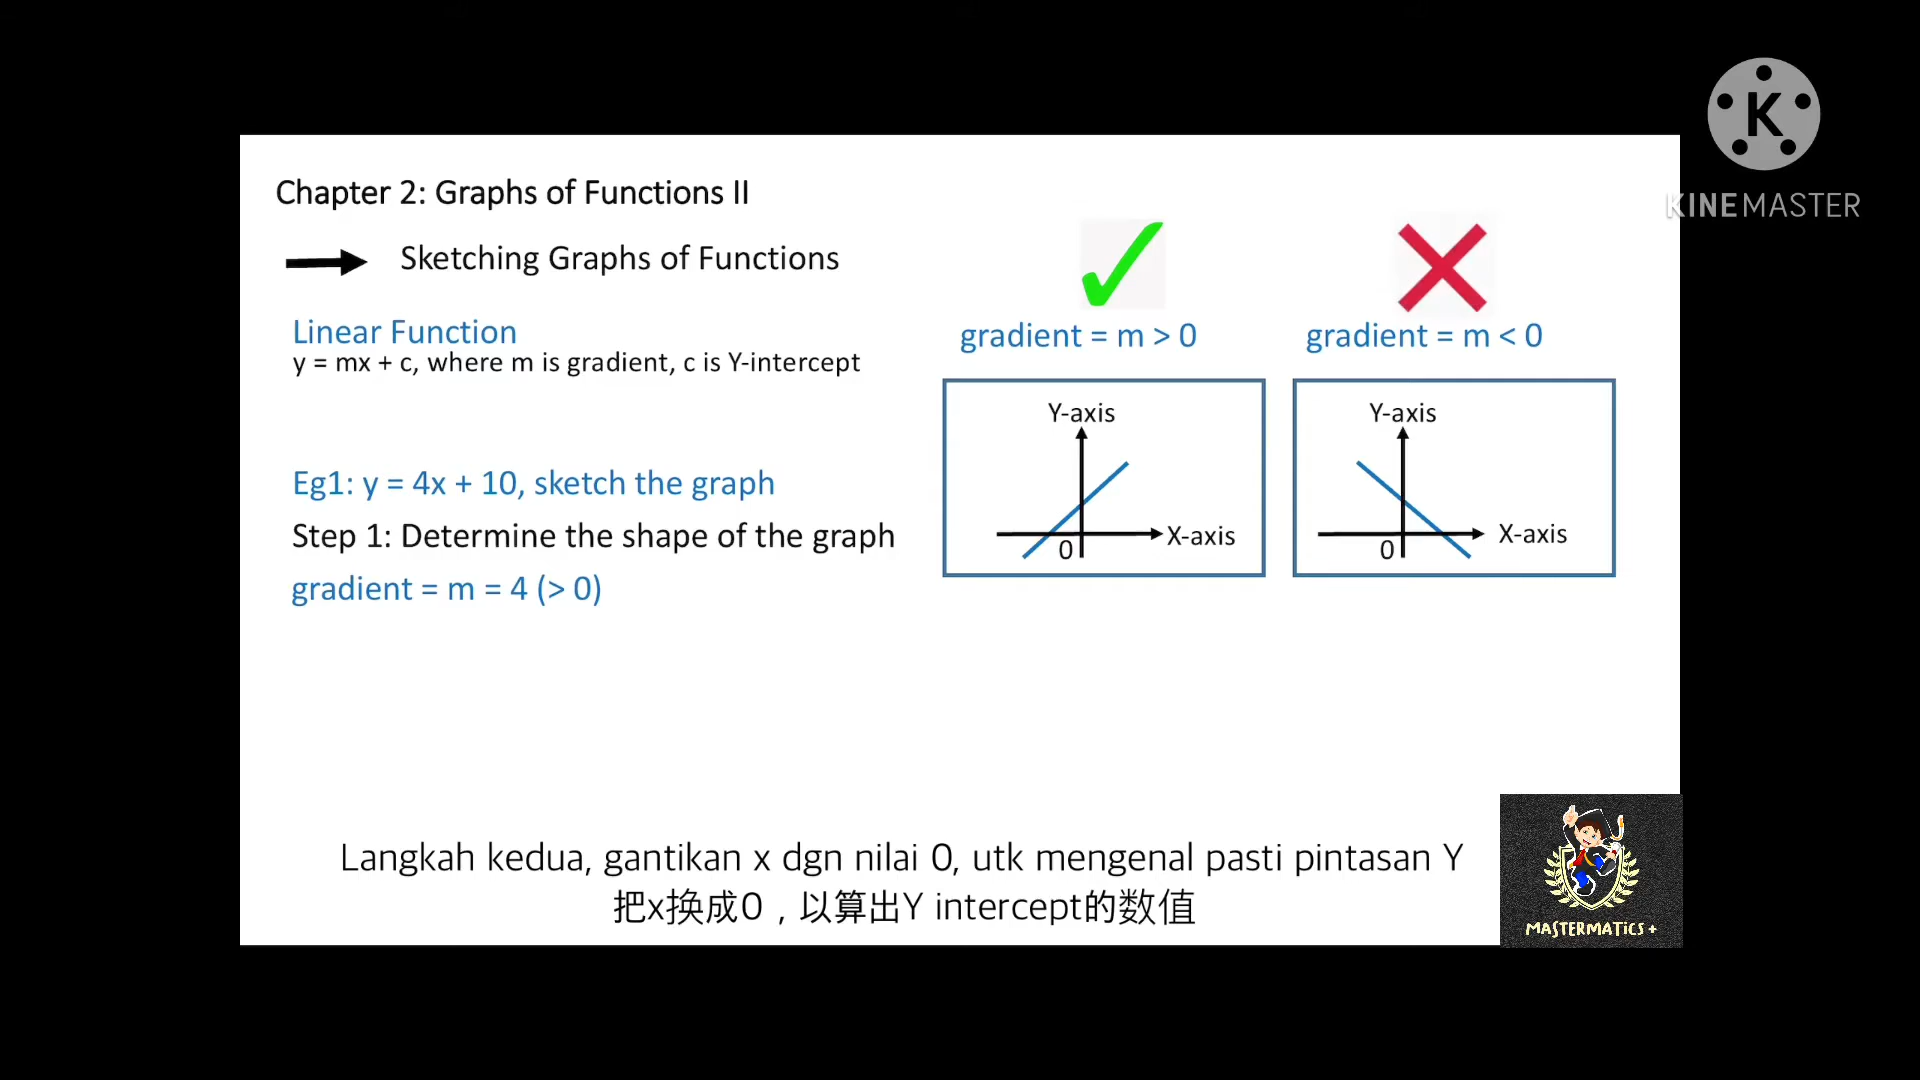 K
KINEMASTER
Chapter 2: Graphs of Functions II
Sketching Graphs of Functions
Linear Function
y = mx + c, where m is gradient, c is Y-intercept
gradient = m > 0
gradient = m < 0
Y-axis
X-axis
0
Y-axis
X-axis
0
Eg1: y = 4x + 10, sketch the graph
Step 1: Determine the shape of the graph
gradient = m = 4 (> 0)
Langkah kedua, gantikan x dgn nilai 0, utk mengenal pasti pintasan Y
把x换成0，以算出Y intercept的数值
MASTERMATiCS +